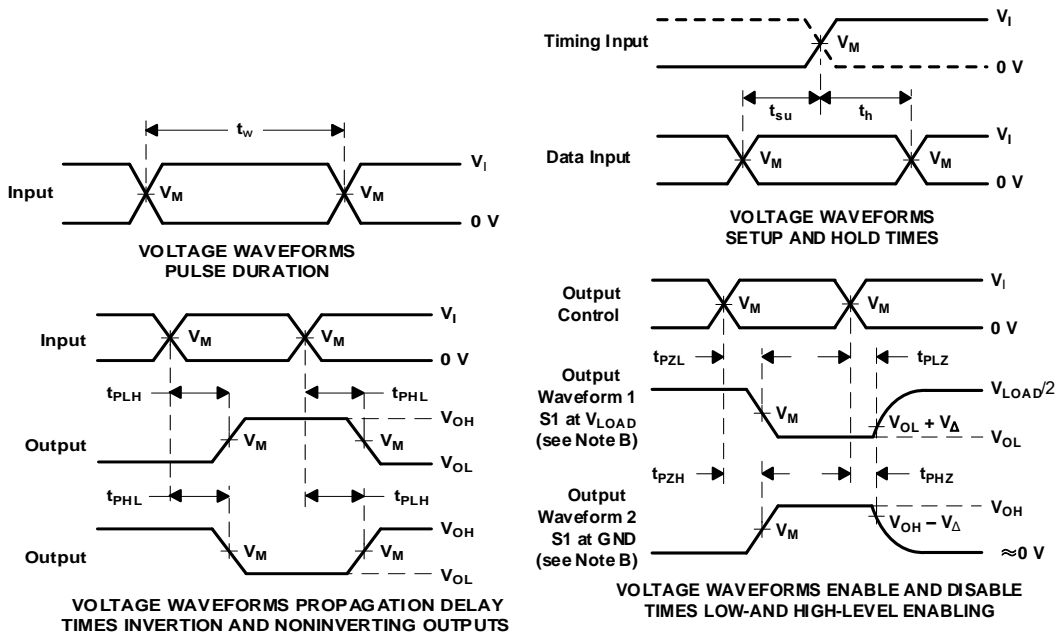 t_w
Input
V_M
V_M
V_I
0 V
VOLTAGE WAVEFORMS
PULSE DURATION
Timing Input
V_M
V_I
0 V
t_su
t_h
Data Input
V_M
V_M
V_I
0 V
VOLTAGE WAVEFORMS
SETUP AND HOLD TIMES
Input
V_M
V_M
V_I
0 V
t_PLH
t_PHL
Output
V_M
V_M
V_OH
V_OL
t_PHL
t_PLH
Output
V_M
V_M
V_OH
V_OL
VOLTAGE WAVEFORMS PROPAGATION DELAY
TIMES INVERTION AND NONINVERTING OUTPUTS
Output
Control
V_M
V_M
V_I
0 V
t_PZL
t_PLZ
Output
Waveform 1
S1 at V_LOAD
(see Note B)
V_M
V_OL + V_Δ
V_LOAD/2
V_OL
t_PZH
t_PHZ
Output
Waveform 2
S1 at GND
(see Note B)
V_M
V_OH − V_Δ
V_OH
≈0 V
VOLTAGE WAVEFORMS ENABLE AND DISABLE
TIMES LOW-AND HIGH-LEVEL ENABLING